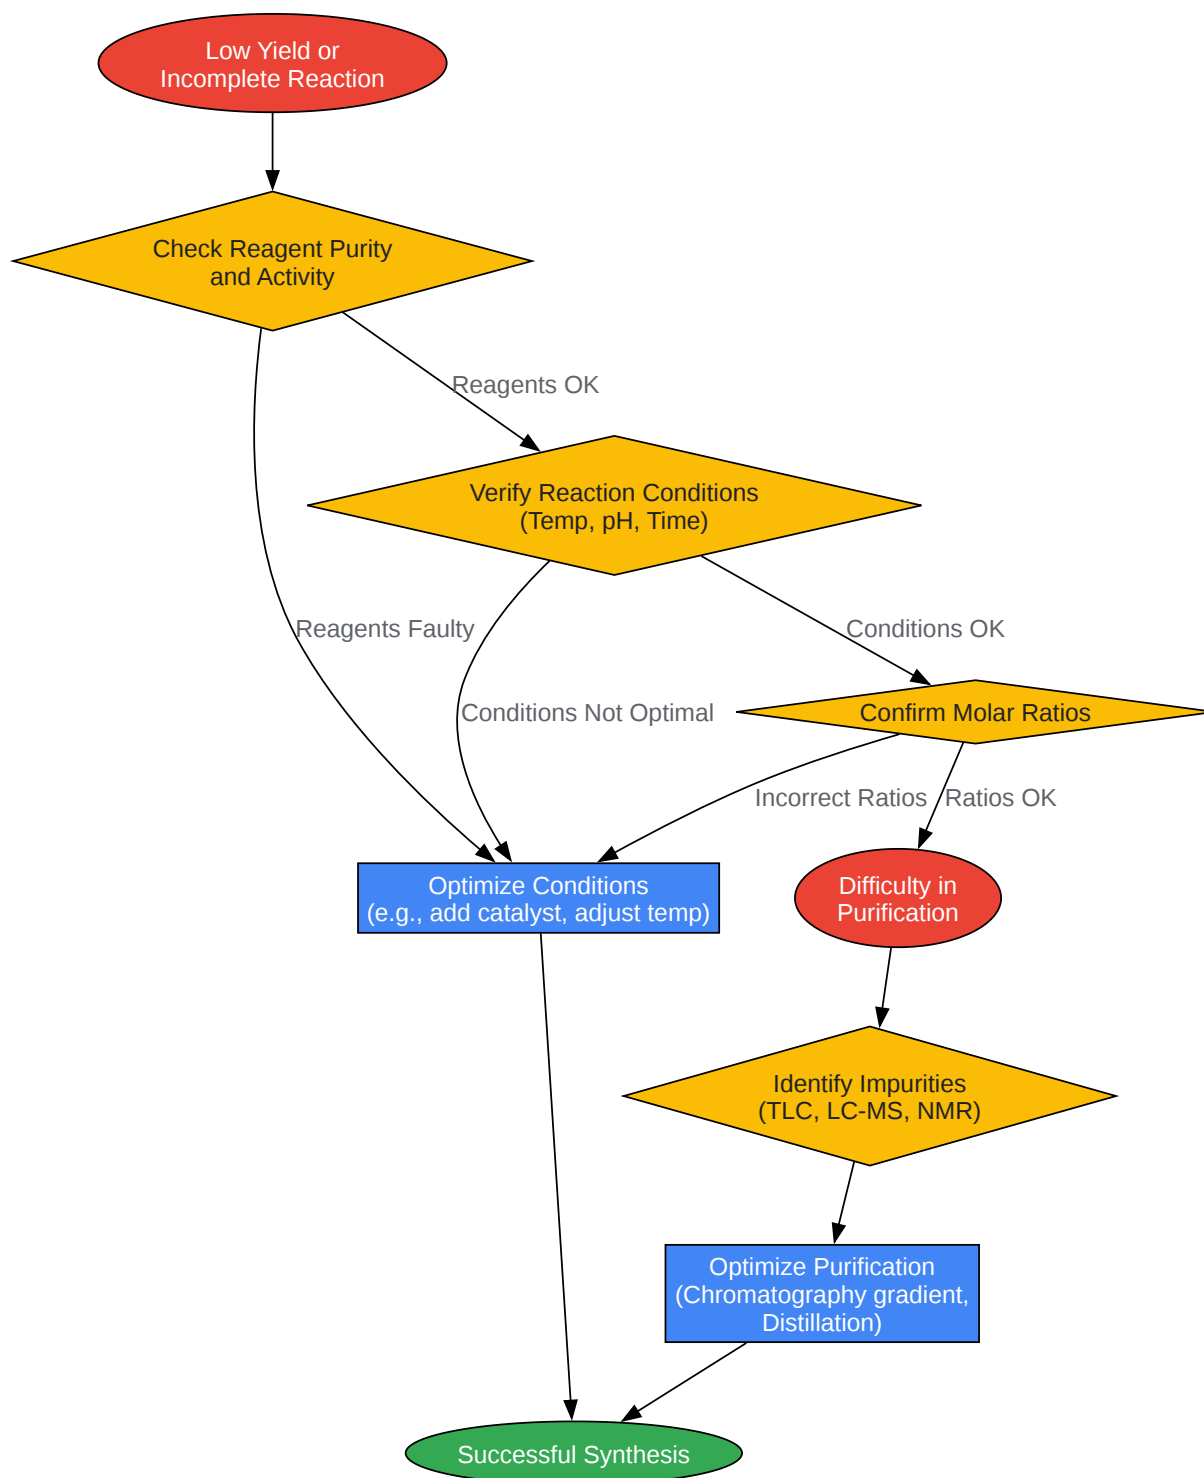 Low Yield or
Incomplete Reaction
Check Reagent Purity
and Activity
Reagents OK
Verify Reaction Conditions
(Temp, pH, Time)
Reagents Faulty
Conditions OK
Conditions Not Optimal
Confirm Molar Ratios
Incorrect Ratios
Ratios OK
Optimize Conditions
(e.g., add catalyst, adjust temp)
Difficulty in
Purification
Identify Impurities
(TLC, LC-MS, NMR)
Optimize Purification
(Chromatography gradient,
Distillation)
Successful Synthesis